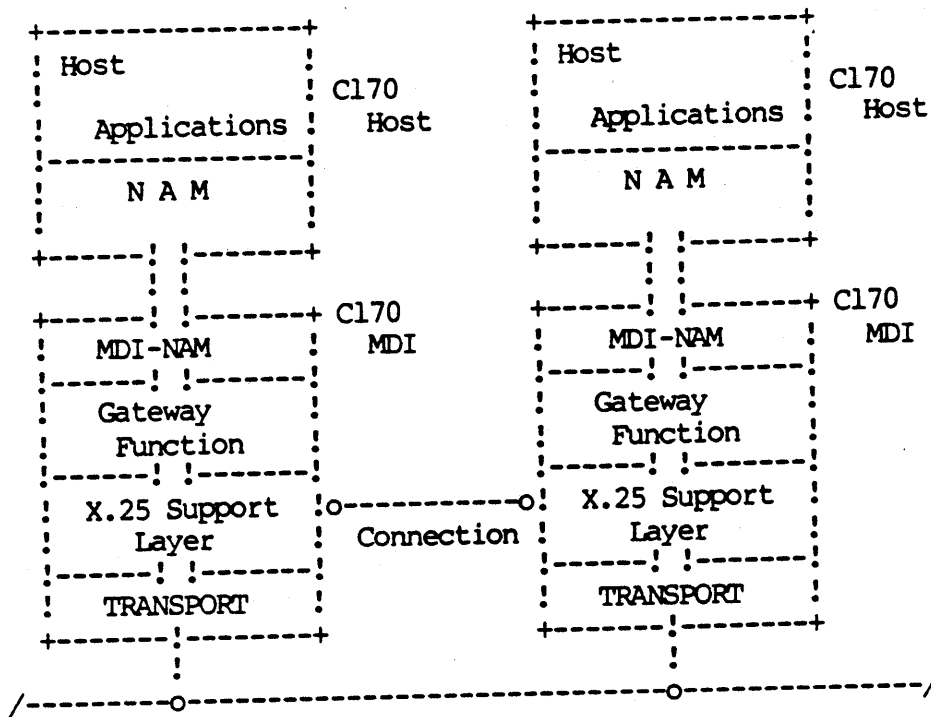 Host
C170
Host
Applications
N A M
C170
MDI
MDI-NAM
Gateway
Function
X.25 Support
Layer
TRANSPORT
Connection
Host
C170
Host
Applications
N A M
C170
MDI
MDI-NAM
Gateway
Function
X.25 Support
Layer
TRANSPORT